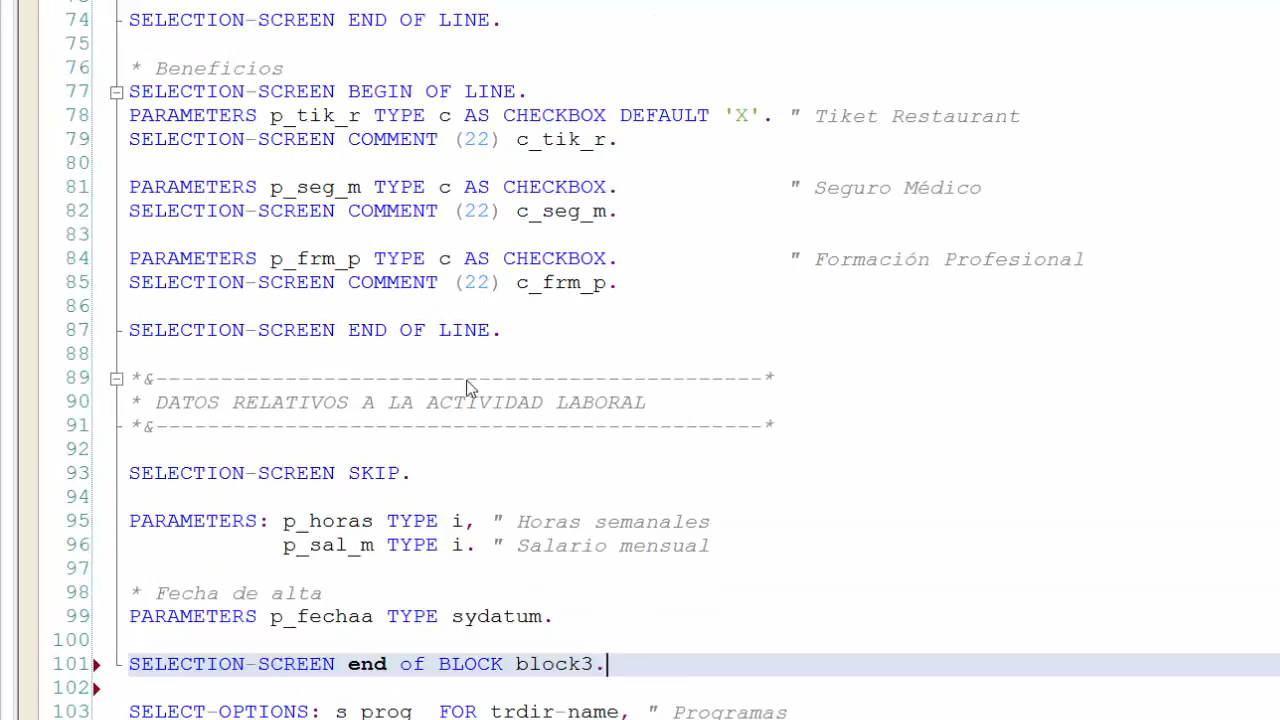 74 SELECTION-SCREEN END OF LINE.
75
76 * Beneficios
77 SELECTION-SCREEN BEGIN OF LINE.
78 PARAMETERS p_tik_r TYPE c AS CHECKBOX DEFAULT 'X'. " Tiket Restaurant
79 SELECTION-SCREEN COMMENT (22) c_tik_r.
80
81 PARAMETERS p_seg_m TYPE c AS CHECKBOX. " Seguro Médico
82 SELECTION-SCREEN COMMENT (22) c_seg_m.
83
84 PARAMETERS p_frm_p TYPE c AS CHECKBOX. " Formación Profesional
85 SELECTION-SCREEN COMMENT (22) c_frm_p.
86
87 SELECTION-SCREEN END OF LINE.
88
89 *&-----------------------------------------------*
90 * DATOS RELATIVOS A LA ACTIVIDAD LABORAL
91 *&-----------------------------------------------*
92
93 SELECTION-SCREEN SKIP.
94
95 PARAMETERS: p_horas TYPE i, " Horas semanales
96 p_sal_m TYPE i. " Salario mensual
97
98 * Fecha de alta
99 PARAMETERS p_fechaa TYPE sydatum.
100
101 SELECTION-SCREEN end of BLOCK block3.
102
103 SELECT-OPTIONS: s_prog FOR trdir-name, " Programas